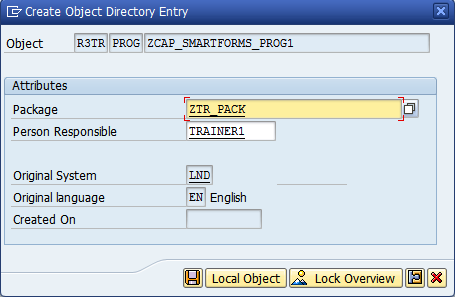 Create Object Directory Entry
Object R3TR PROG ZCAP_SMARTFORMS_PROG1
Attributes
Package ZTR_PACK
Person Responsible TRAINER1
Original System LND
Original language EN English
Created On
Local Object Lock Overview